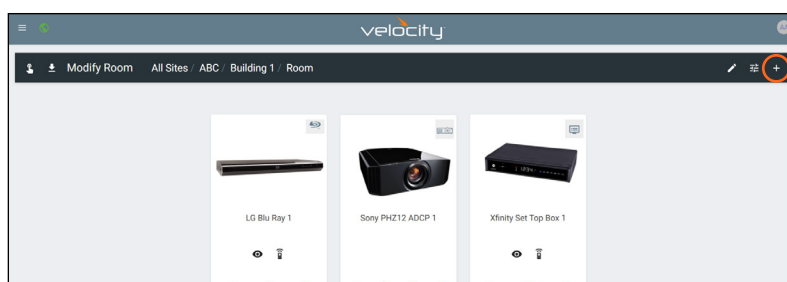 velocity
AA
Modify Room All Sites / ABC / Building 1 / Room
LG Blu Ray 1
Sony PHZ12 ADCP 1
Xfinity Set Top Box 1